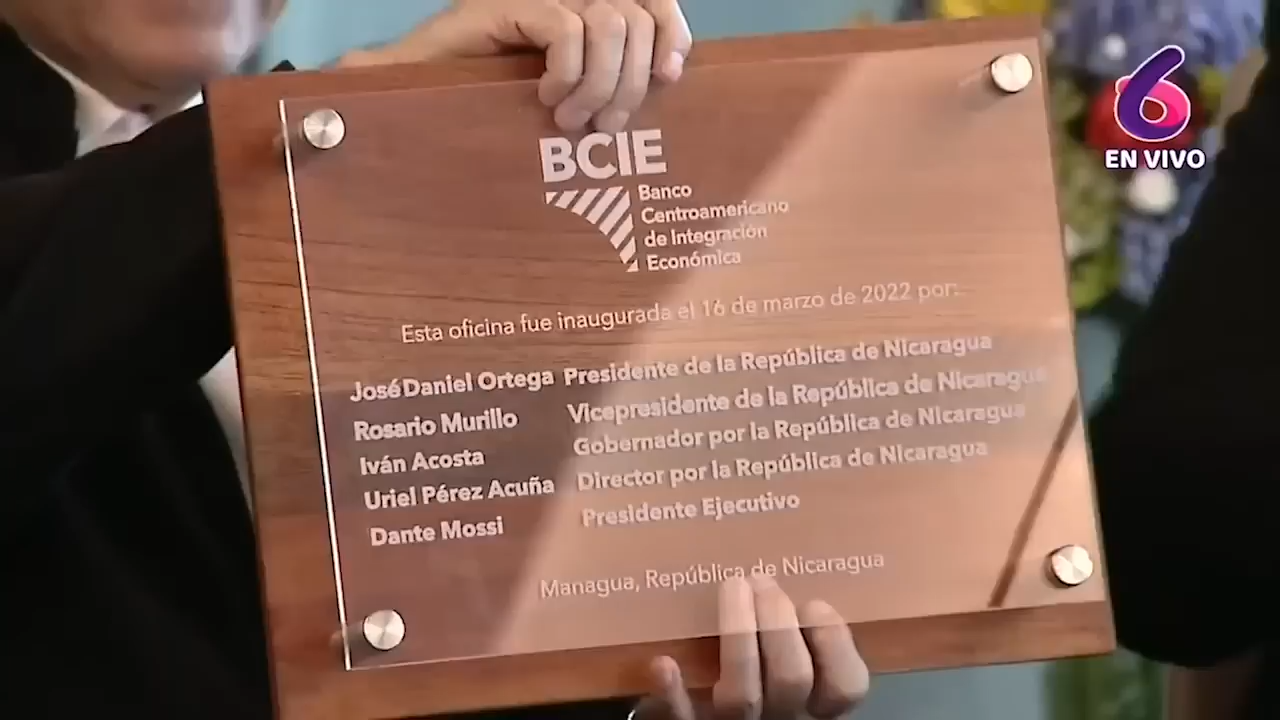 BCIE
Banco
Centroamericano
de Integración
Económica
Esta oficina fue inaugurada el 16 de marzo de 2022 por:
José Daniel Ortega Presidente de la República de Nicaragua
Rosario Murillo Vicepresidente de la República de Nicaragua
Iván Acosta Gobernador por la República de Nicaragua
Uriel Pérez Acuña Director por la República de Nicaragua
Dante Mossi Presidente Ejecutivo
Managua, República de Nicaragua
6
EN VIVO